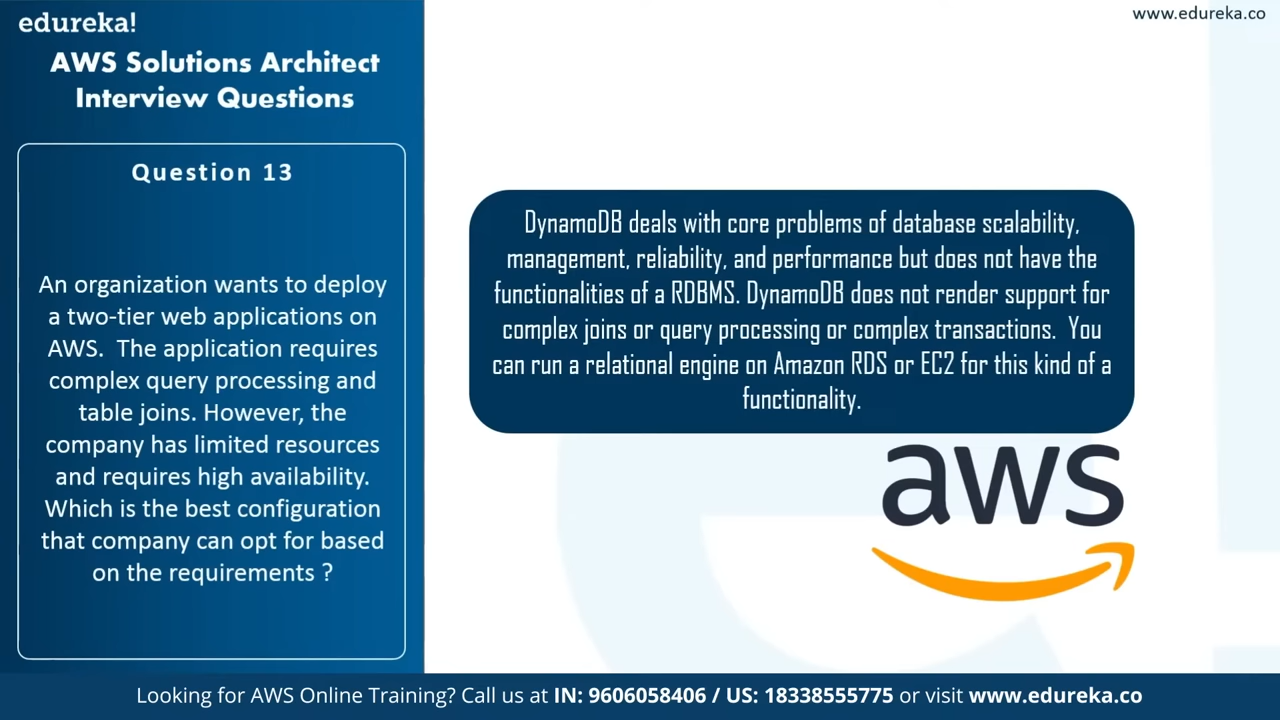 edureka!
www.edureka.co
AWS Solutions Architect
Interview Questions
Question 13
An organization wants to deploy
a two-tier web applications on
AWS. The application requires
complex query processing and
table joins. However, the
company has limited resources
and requires high availability.
Which is the best configuration
that company can opt for based
on the requirements ?
DynamoDB deals with core problems of database scalability,
management, reliability, and performance but does not have the
functionalities of a RDBMS. DynamoDB does not render support for
complex joins or query processing or complex transactions. You
can run a relational engine on Amazon RDS or EC2 for this kind of a
functionality.
aws
Looking for AWS Online Training? Call us at IN: 9606058406 / US: 18338555775 or visit www.edureka.co